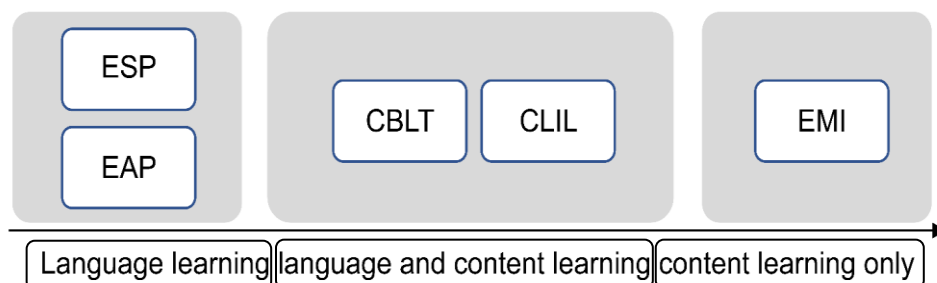 ESP
EAP
CBLT
CLIL
EMI
Language learning
language and content learning
content learning only